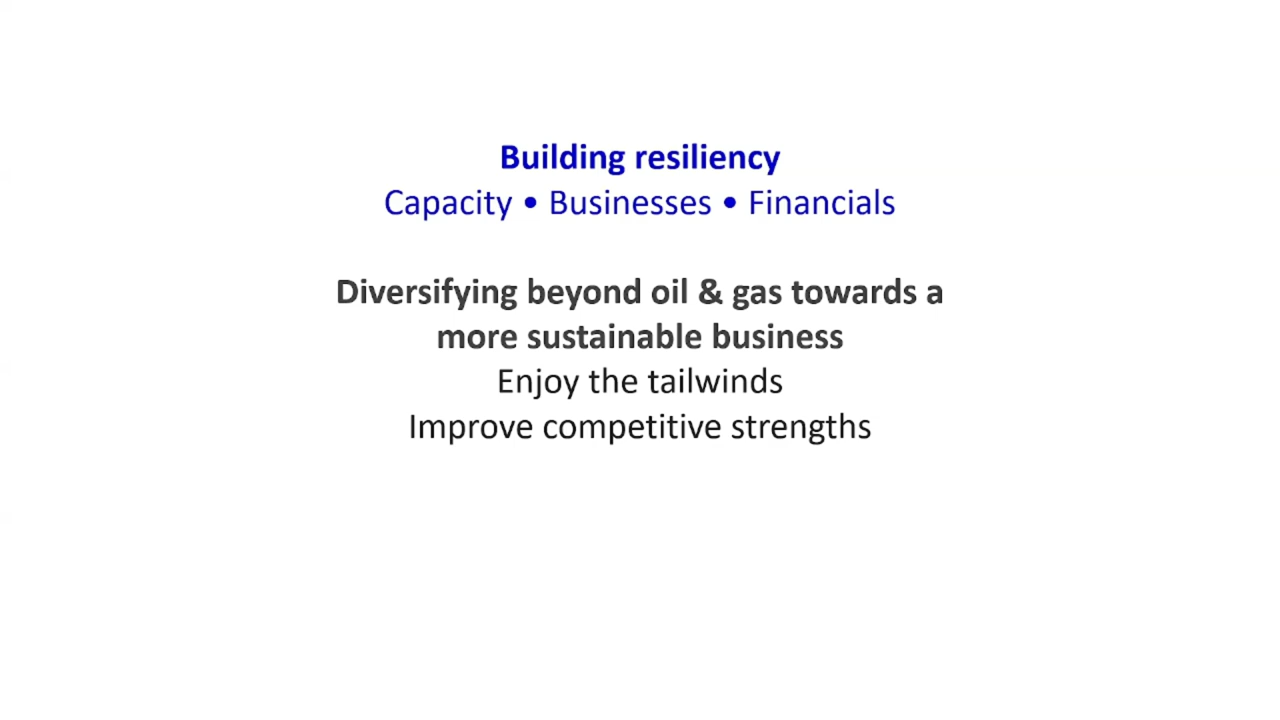 Building resiliency
Capacity • Businesses • Financials
Diversifying beyond oil & gas towards a
more sustainable business
Enjoy the tailwinds
Improve competitive strengths